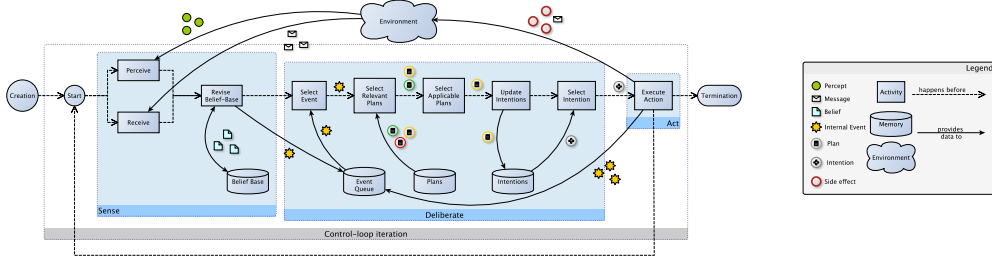 Environment
Creation
Start
Perceive
Receive
Revise
Belief-Base
Belief Base
Sense
Select
Event
Select
Relevant
Plans
Select
Applicable
Plans
Update
Intentions
Select
Intention
Event
Queue
Plans
Intentions
Deliberate
Execute
Action
Act
Termination
Control-loop iteration
Legend
Percept
Message
Belief
Internal Event
Plan
Intention
Side effect
Activity
Memory
Environment
happens before
provides
data to